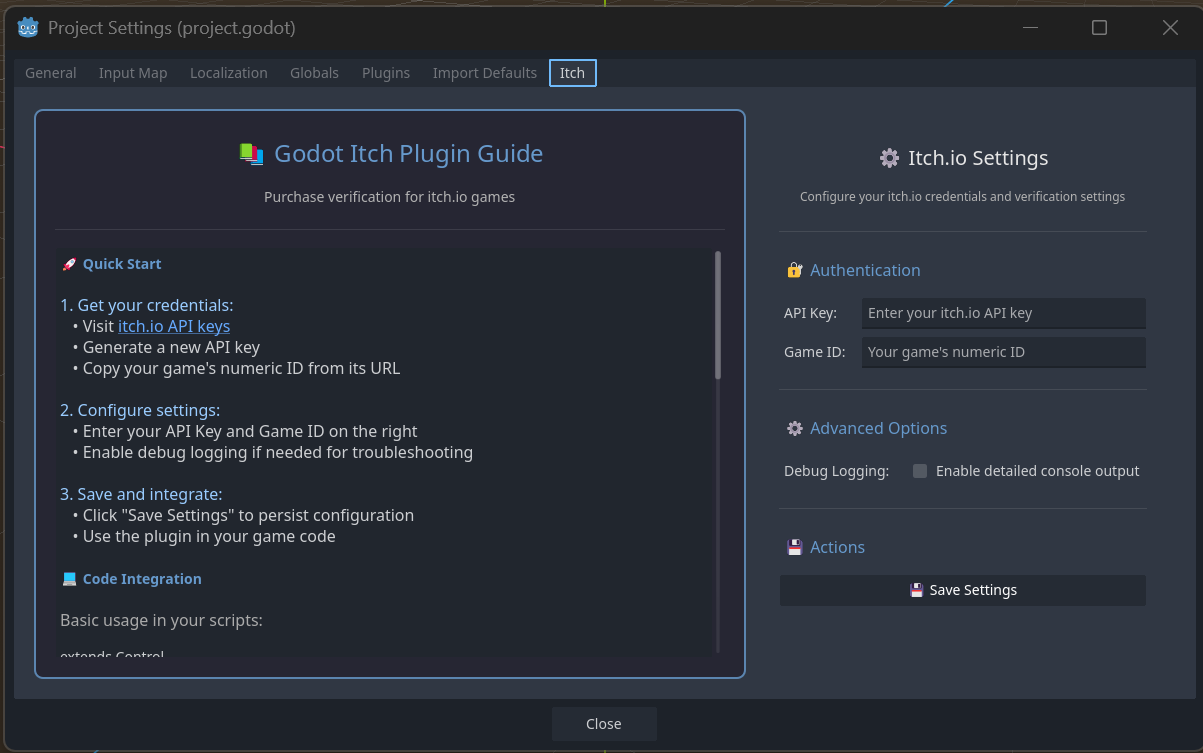 Project Settings (project.godot)
General Input Map Localization Globals Plugins Import Defaults Itch
Godot Itch Plugin Guide
Purchase verification for itch.io games
Quick Start
1. Get your credentials:
• Visit itch.io API keys
• Generate a new API key
• Copy your game's numeric ID from its URL
2. Configure settings:
• Enter your API Key and Game ID on the right
• Enable debug logging if needed for troubleshooting
3. Save and integrate:
• Click "Save Settings" to persist configuration
• Use the plugin in your game code
Code Integration
Basic usage in your scripts:
extends Control
Itch.io Settings
Configure your itch.io credentials and verification settings
Authentication
API Key: Enter your itch.io API key
Game ID: Your game's numeric ID
Advanced Options
Debug Logging: Enable detailed console output
Actions
Save Settings
Close